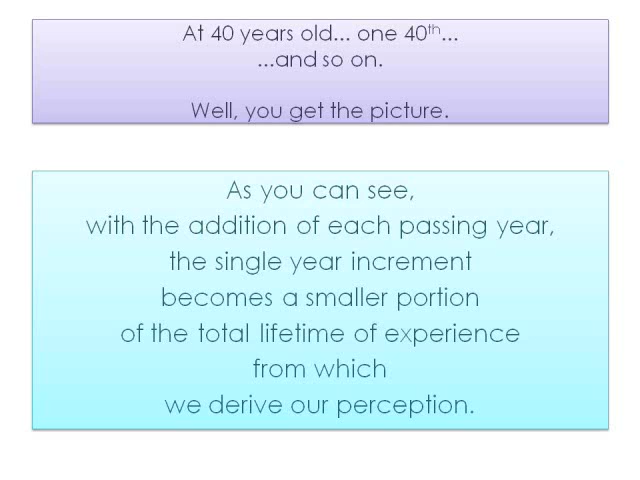 At 40 years old... one 40th...
...and so on.
Well, you get the picture.
As you can see,
with the addition of each passing year,
the single year increment
becomes a smaller portion
of the total lifetime of experience
from which
we derive our perception.